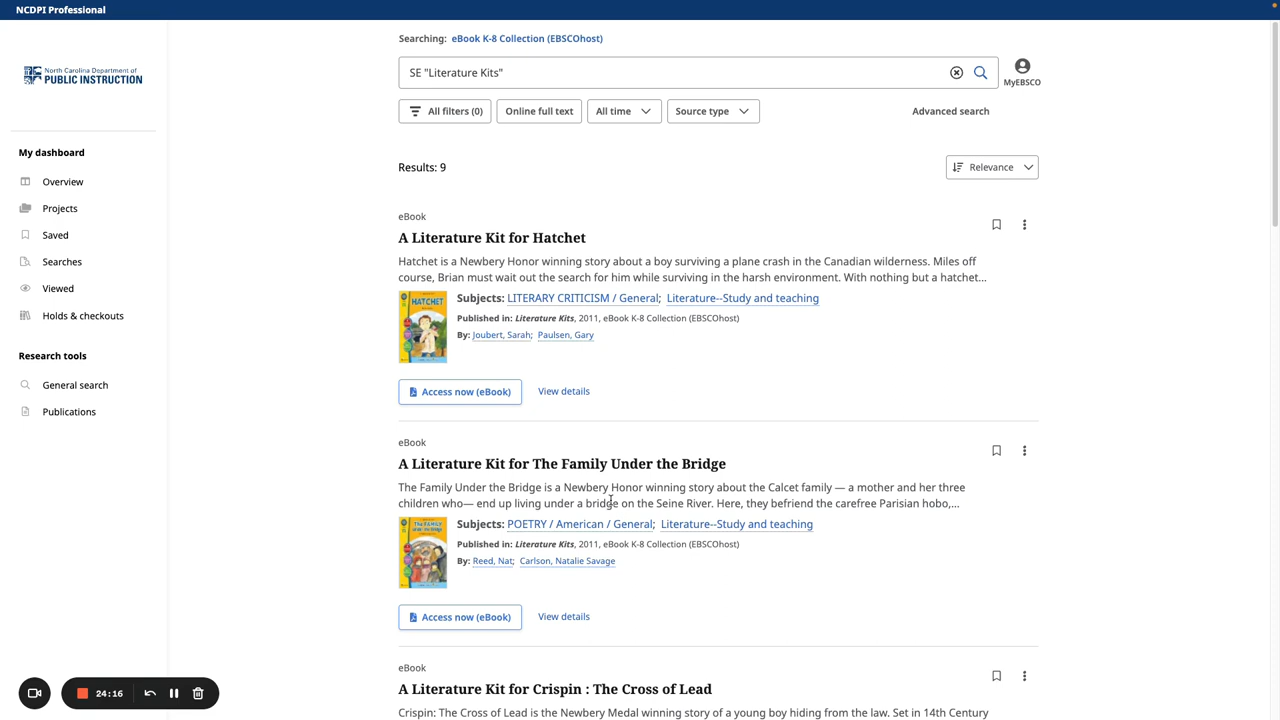 NCDPI Professional
North Carolina Department of
PUBLIC INSTRUCTION
My dashboard
Overview
Projects
Saved
Searches
Viewed
Holds & checkouts
Research tools
General search
Publications
Searching: eBook K-8 Collection (EBSCOhost)
SE "Literature Kits"
MyEBSCO
All filters (0)
Online full text
All time
Source type
Advanced search
Results: 9
Relevance
eBook
A Literature Kit for Hatchet
Hatchet is a Newbery Honor winning story about a boy surviving a plane crash in the Canadian wilderness. Miles off
course, Brian must wait out the search for him while surviving in the harsh environment. With nothing but a hatchet...
HATCHET
Subjects: LITERARY CRITICISM / General; Literature--Study and teaching
Published in: Literature Kits, 2011, eBook K-8 Collection (EBSCOhost)
By: Joubert, Sarah; Paulsen, Gary
Access now (eBook)
View details
eBook
A Literature Kit for The Family Under the Bridge
The Family Under the Bridge is a Newbery Honor winning story about the Calcet family — a mother and her three
children who— end up living under a bridge on the Seine River. Here, they befriend the carefree Parisian hobo,...
Subjects: POETRY / American / General; Literature--Study and teaching
Published in: Literature Kits, 2011, eBook K-8 Collection (EBSCOhost)
By: Reed, Nat; Carlson, Natalie Savage
Access now (eBook)
View details
eBook
A Literature Kit for Crispin : The Cross of Lead
Crispin: The Cross of Lead is the Newbery Medal winning story of a young boy hiding from the law. Set in 14th Century
24:16